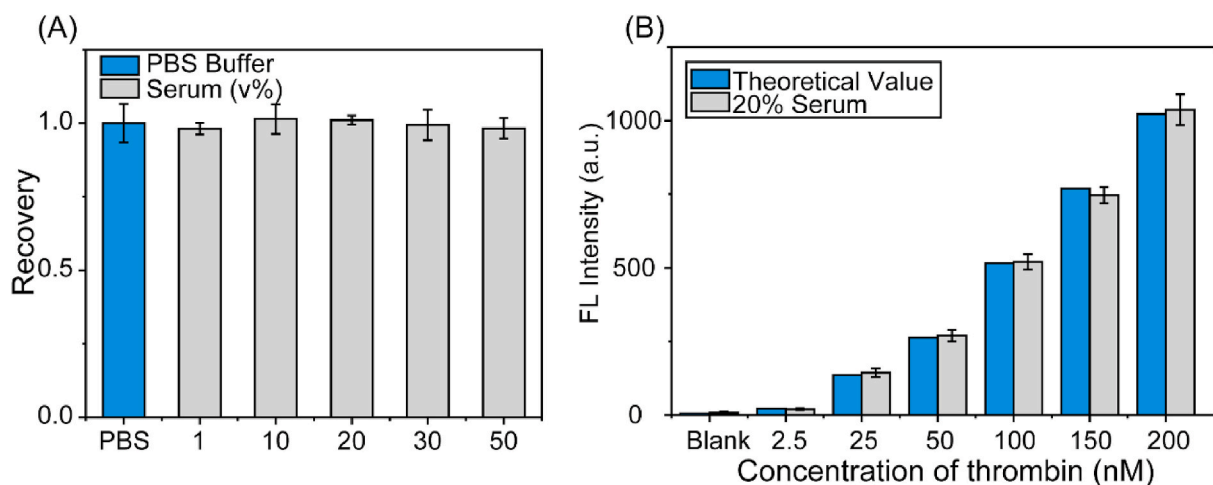 (A)
PBS Buffer
Serum (v%)
Recovery
1.0
0.5
0.0
PBS 1 10 20 30 50
(B)
Theoretical Value
20% Serum
FL Intensity (a.u.)
1000
500
0
Blank 2.5 25 50 100 150 200
Concentration of thrombin (nM)